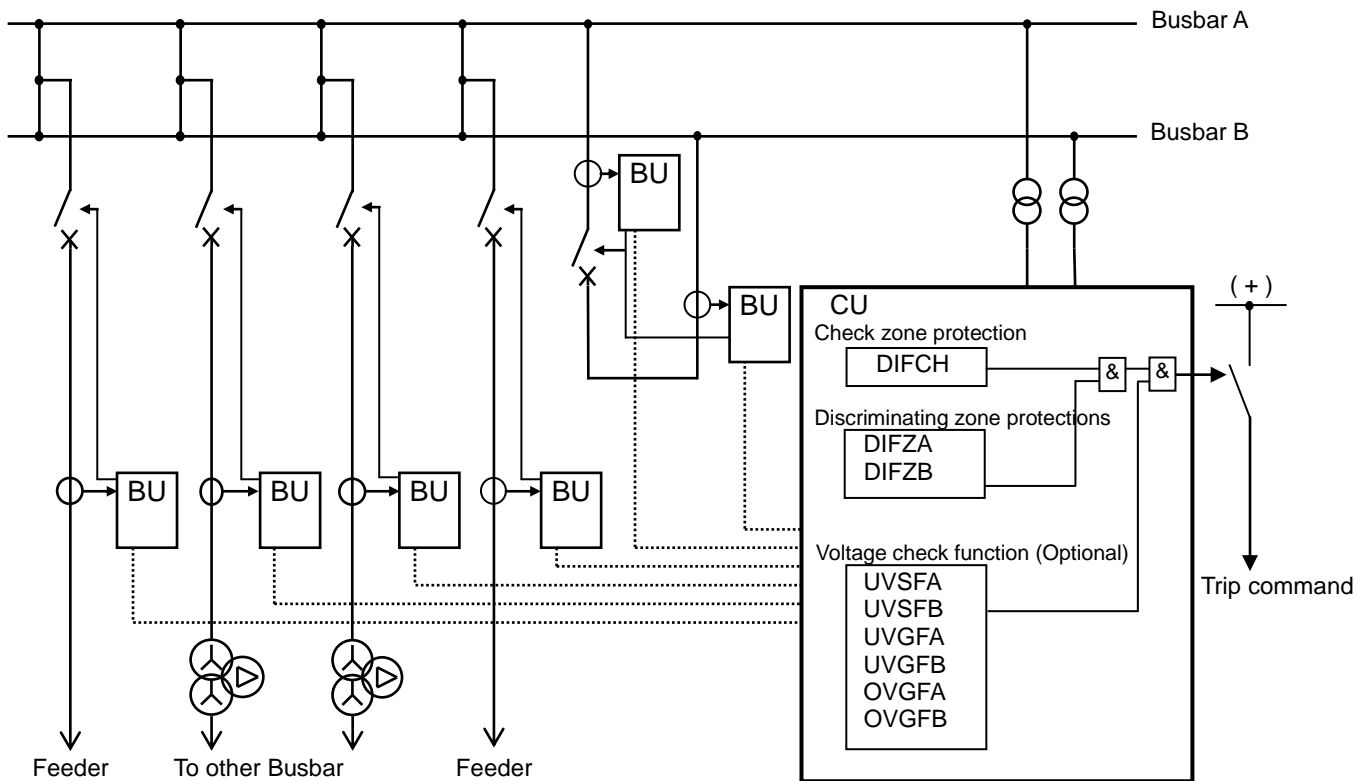 Busbar A
Busbar B
BU
BU
BU
BU
BU
BU
CU
Check zone protection
DIFCH
&
&
Discriminating zone protections
DIFZA
DIFZB
Voltage check function (Optional)
UVSFA
UVSFB
UVGFA
UVGFB
OVGFA
OVGFB
( + )
Trip command
Feeder
To other Busbar
Feeder